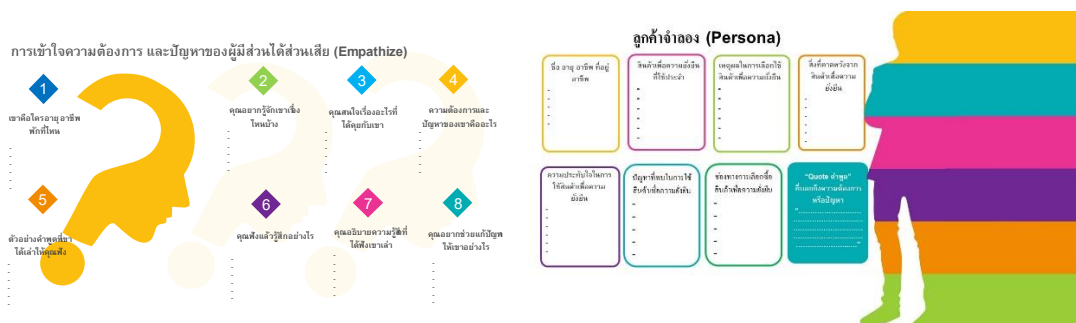 การเข้าใจความต้องการ และปัญหาของผู้มีส่วนได้ส่วนเสีย (Empathize)
1
เขาคือใครอายุ อาชีพ
พักที่ไหน
2
คุณอยากรู้จักเขาเรื่อง
ไหนบ้าง
3
คุณสนใจเรื่องอะไรที่
ได้คุยกับเขา
4
ความต้องการและ
ปัญหาของเขาคืออะไร
5
ตัวอย่างคำพูดที่เขา
ได้เล่าให้คุณฟัง
6
คุณฟังแล้วรู้สึกอย่างไร
7
คุณอธิบายความรู้สึกที่
ได้ฟังเขาเล่า
8
คุณอยากช่วยแก้ปัญหา
ให้เขาอย่างไร
ลูกค้าจำลอง (Persona)
ชื่อ อายุ อาชีพ ที่อยู่
อาชีพ
สินค้าเพื่อความยั่งยืน
ที่ใช้ประจำ
เหตุผลในการเลือกใช้
สินค้าเพื่อความยั่งยืน
สิ่งที่คาดหวังจาก
สินค้าเพื่อความ
ยั่งยืน
ความประทับใจในการ
ใช้สินค้าเพื่อความ
ยั่งยืน
ปัญหาที่พบในการใช้
สินค้าเพื่อความยั่งยืน
ช่องทางการเลือกซื้อ
สินค้าเพื่อความยั่งยืน
"Quote คำพูด"
ที่บอกถึงความต้องการ
หรือปัญหา